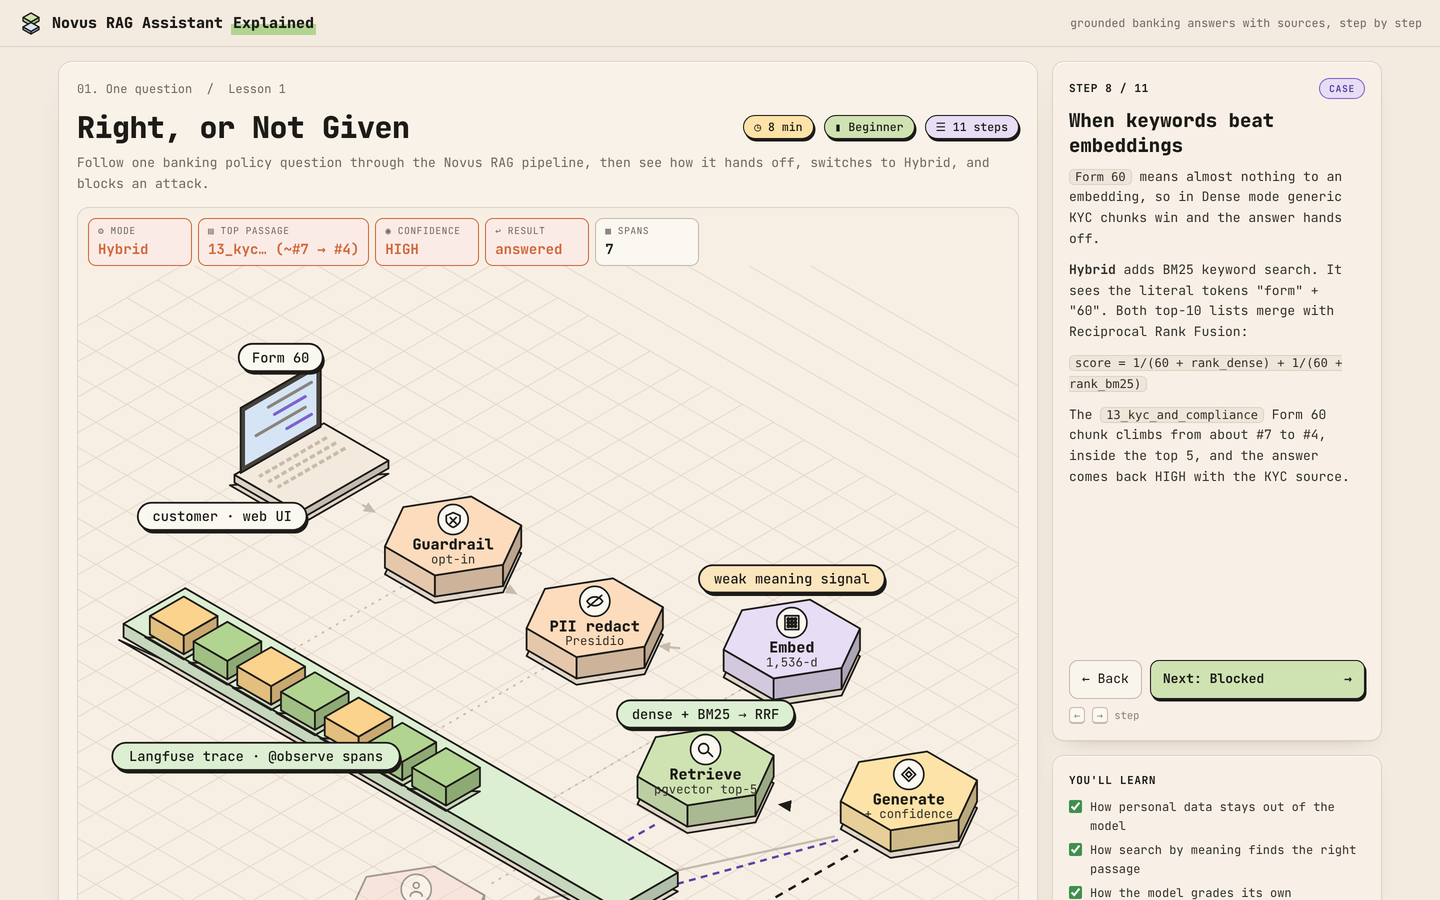 Novus RAG Assistant Explained
grounded banking answers with sources, step by step
01. One question / Lesson 1
Right, or Not Given
8 min
Beginner
11 steps
Follow one banking policy question through the Novus RAG pipeline, then see how it hands off, switches to Hybrid, and
blocks an attack.
MODE
Hybrid
TOP PASSAGE
13_kyc… (~#7 → #4)
CONFIDENCE
HIGH
RESULT
answered
SPANS
7
Form 60
customer · web UI
Guardrail
opt-in
PII redact
Presidio
weak meaning signal
Embed
1,536-d
dense + BM25 → RRF
Retrieve
pgvector top-5
Generate
+ confidence
Langfuse trace · @observe spans
STEP 8 / 11
CASE
When keywords beat
embeddings
Form 60 means almost nothing to an
embedding, so in Dense mode generic
KYC chunks win and the answer hands
off.
Hybrid adds BM25 keyword search. It
sees the literal tokens "form" +
"60". Both top-10 lists merge with
Reciprocal Rank Fusion:
score = 1/(60 + rank_dense) + 1/(60 +
rank_bm25)
The 13_kyc_and_compliance Form 60
chunk climbs from about #7 to #4,
inside the top 5, and the answer
comes back HIGH with the KYC source.
← Back
Next: Blocked →
← → step
YOU'LL LEARN
How personal data stays out of the
model
How search by meaning finds the right
passage
How the model grades its own